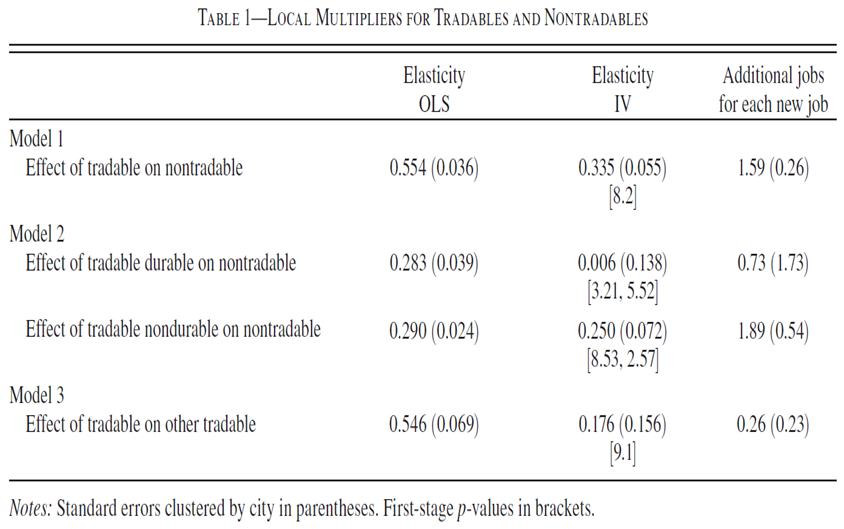 TABLE 1—LOCAL MULTIPLIERS FOR TRADABLES AND NONTRADABLES
Elasticity OLS Elasticity IV Additional jobs for each new job
Model 1
Effect of tradable on nontradable 0.554 (0.036) 0.335 (0.055) 1.59 (0.26)
[8.2]
Model 2
Effect of tradable durable on nontradable 0.283 (0.039) 0.006 (0.138) 0.73 (1.73)
[3.21, 5.52]
Effect of tradable nondurable on nontradable 0.290 (0.024) 0.250 (0.072) 1.89 (0.54)
[8.53, 2.57]
Model 3
Effect of tradable on other tradable 0.546 (0.069) 0.176 (0.156) 0.26 (0.23)
[9.1]
Notes: Standard errors clustered by city in parentheses. First-stage p-values in brackets.